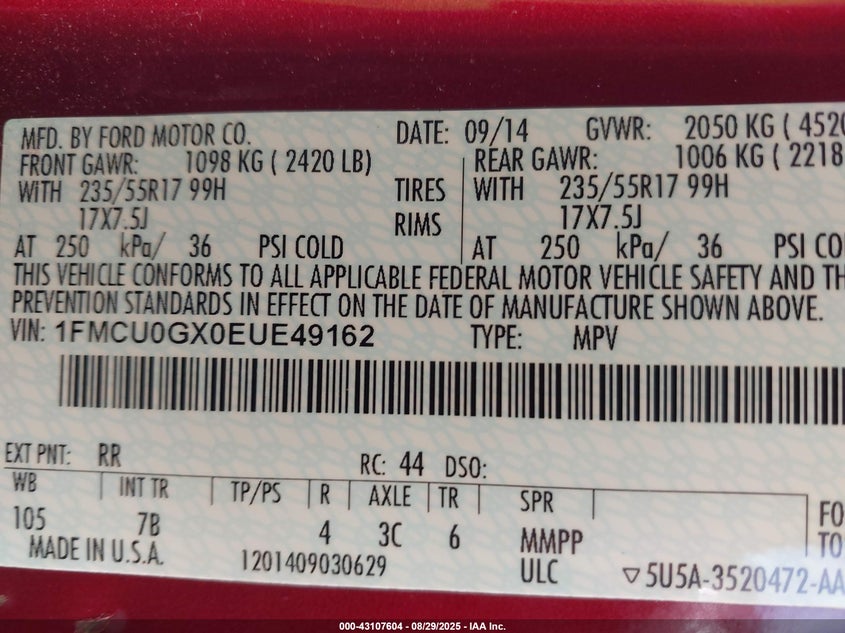 MFD. BY FORD MOTOR CO. DATE: 09/14 GVWR: 2050 KG ( 4520
FRONT GAWR: 1098 KG ( 2420 LB) REAR GAWR: 1006 KG ( 2218
WITH 235/55R17 99H TIRES WITH 235/55R17 99H
17X7.5J RIMS 17X7.5J
AT 250 kPa/ 36 PSI COLD AT 250 kPa/ 36 PSI CO
THIS VEHICLE CONFORMS TO ALL APPLICABLE FEDERAL MOTOR VEHICLE SAFETY AND TH
PREVENTION STANDARDS IN EFFECT ON THE DATE OF MANUFACTURE SHOWN ABOVE.
VIN: 1FMCU0GX0EUE49162 TYPE: MPV
EXT PNT: RR RC: 44 DSO:
WB INT TR TP/PS R AXLE TR SPR
105 7B 4 3C 6 MMPP FO
MADE IN U.S.A. 1201409030629 ULC TO
▽5U5A-3520472-AA
000-43107604 - 08/29/2025 - IAA Inc.